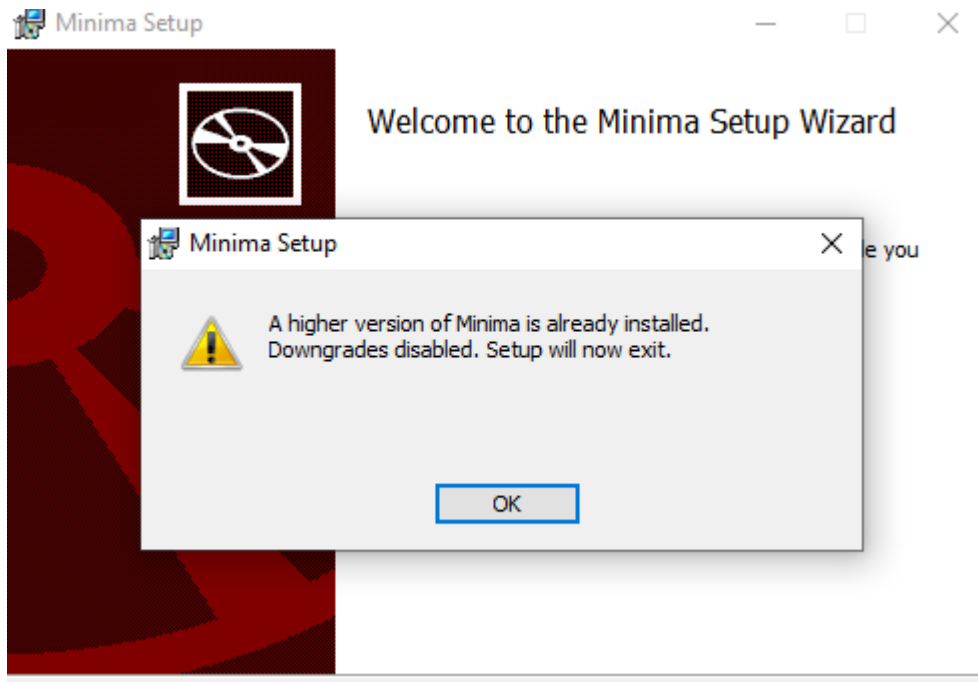 Minima Setup
Welcome to the Minima Setup Wizard
Minima Setup
you
A higher version of Minima is already installed.
Downgrades disabled. Setup will now exit.
OK